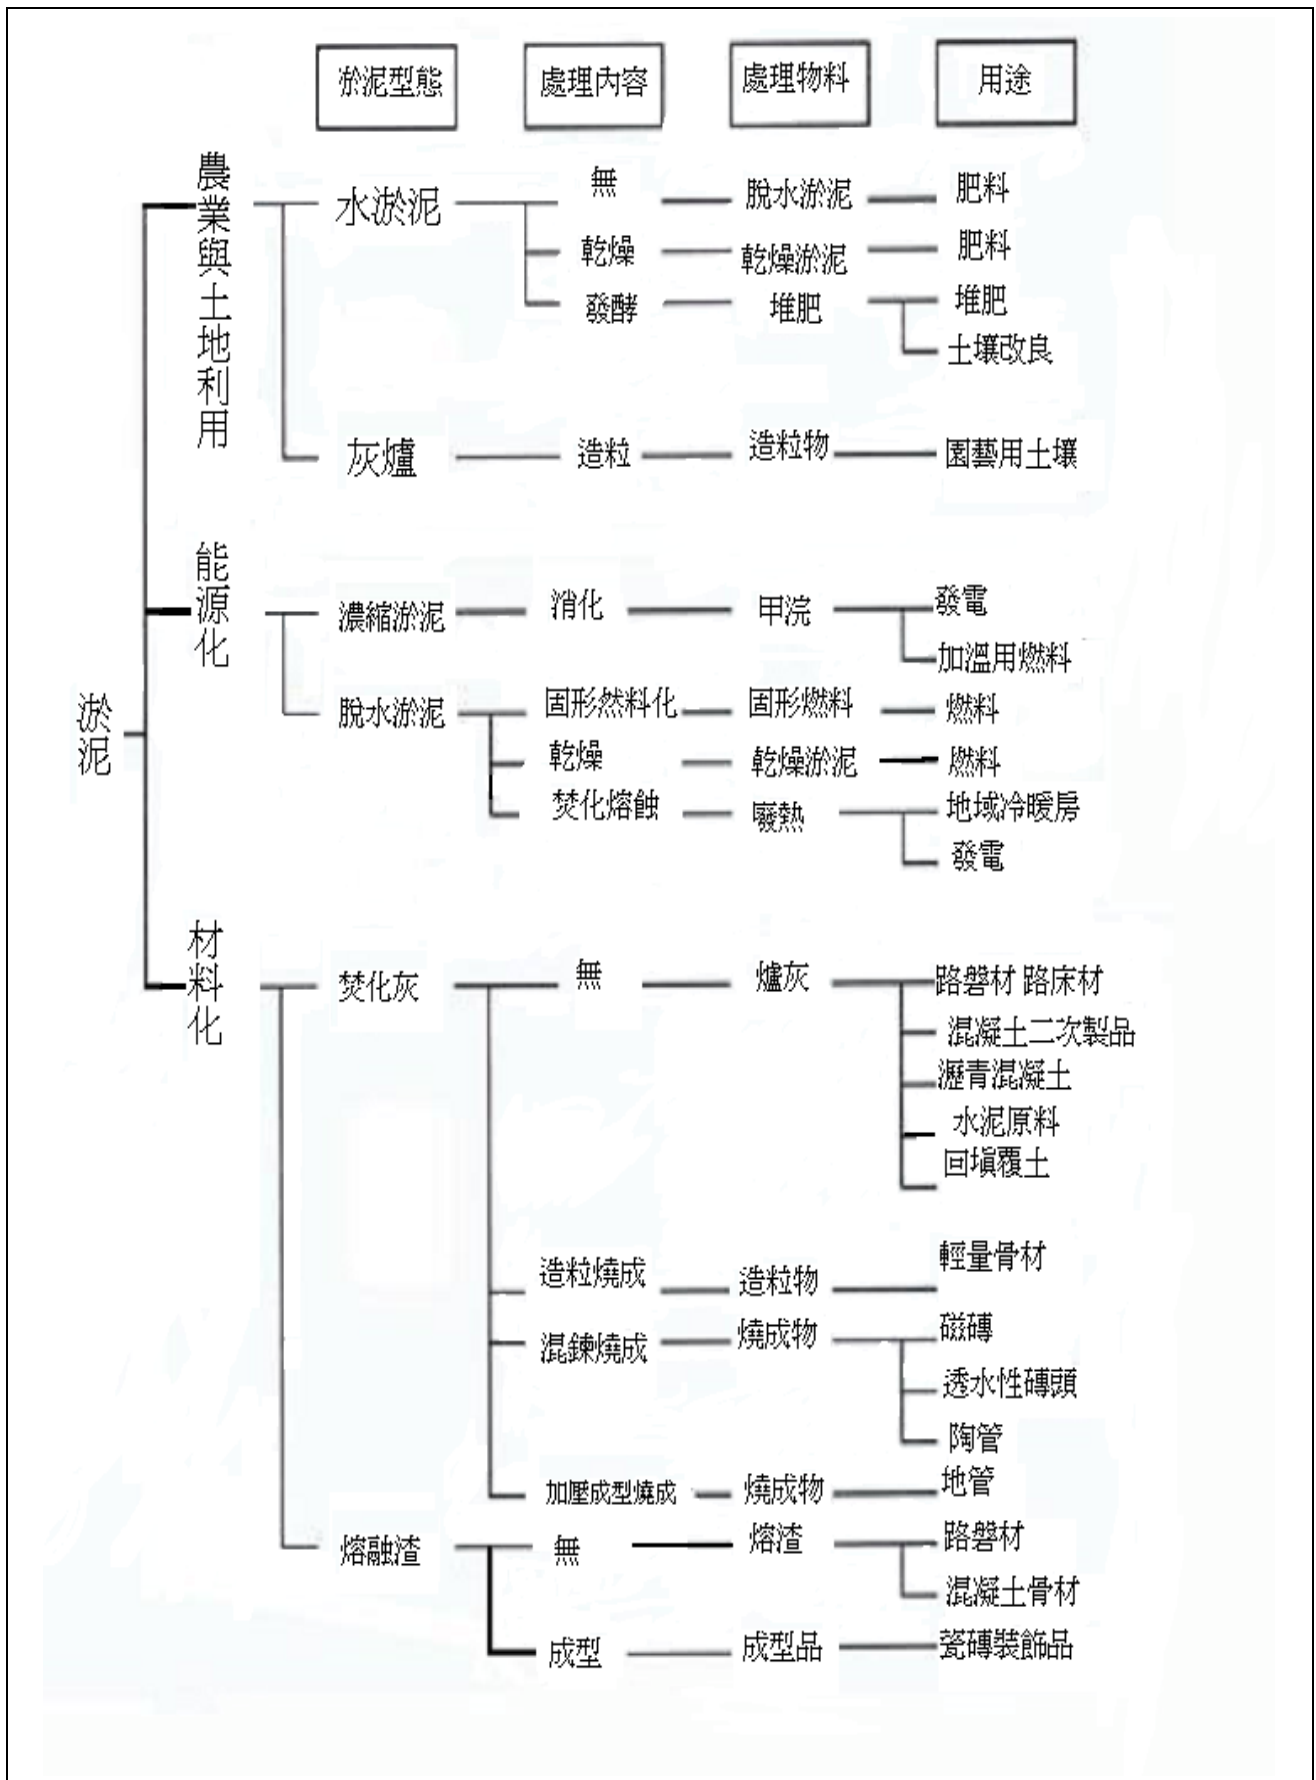 淤泥型態 處理內容 處理物料 用途
淤泥
農業與土地利用
水淤泥 無 脫水淤泥 肥料
乾燥 乾燥淤泥 肥料
發酵 堆肥 堆肥
土壤改良
灰爐 造粒 造粒物 園藝用土壤
能源化
濃縮淤泥 消化 甲浣 發電
加溫用燃料
脫水淤泥 固形然料化 固形燃料 燃料
乾燥 乾燥淤泥 燃料
焚化熔蝕 廢熱 地域冷暖房
發電
材料化
焚化灰 無 爐灰 路磐材 路床材
混凝土二次製品
瀝青混凝土
水泥原料
回填覆土
造粒燒成 造粒物 輕量骨材
混鍊燒成 燒成物 磁磚
透水性磚頭
陶管
加壓成型燒成 燒成物 地管
熔融渣 無 熔渣 路磐材
混凝土骨材
成型 成型品 瓷磚裝飾品